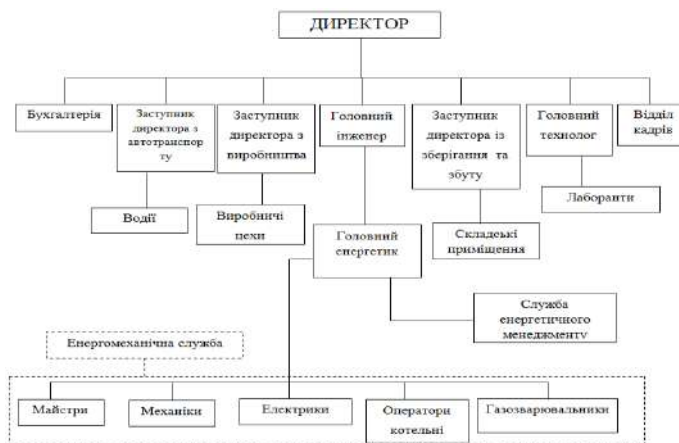 ДИРЕКТОР
Бухгалтерія
Заступник
директора з
автотранспор
ту
Заступник
директора з
виробництва
Головний
інженер
Заступник
директора із
зберігання та
збуту
Головний
технолог
Відділ
кадрів
Водії
Виробничі
цехи
Головний
енергетик
Складські
приміщення
Лаборанти
Служба
енергетичного
менеджменту
Енергомеханічна служба
Майстри
Механіки
Електрики
Оператори
котельні
Газозварювальники